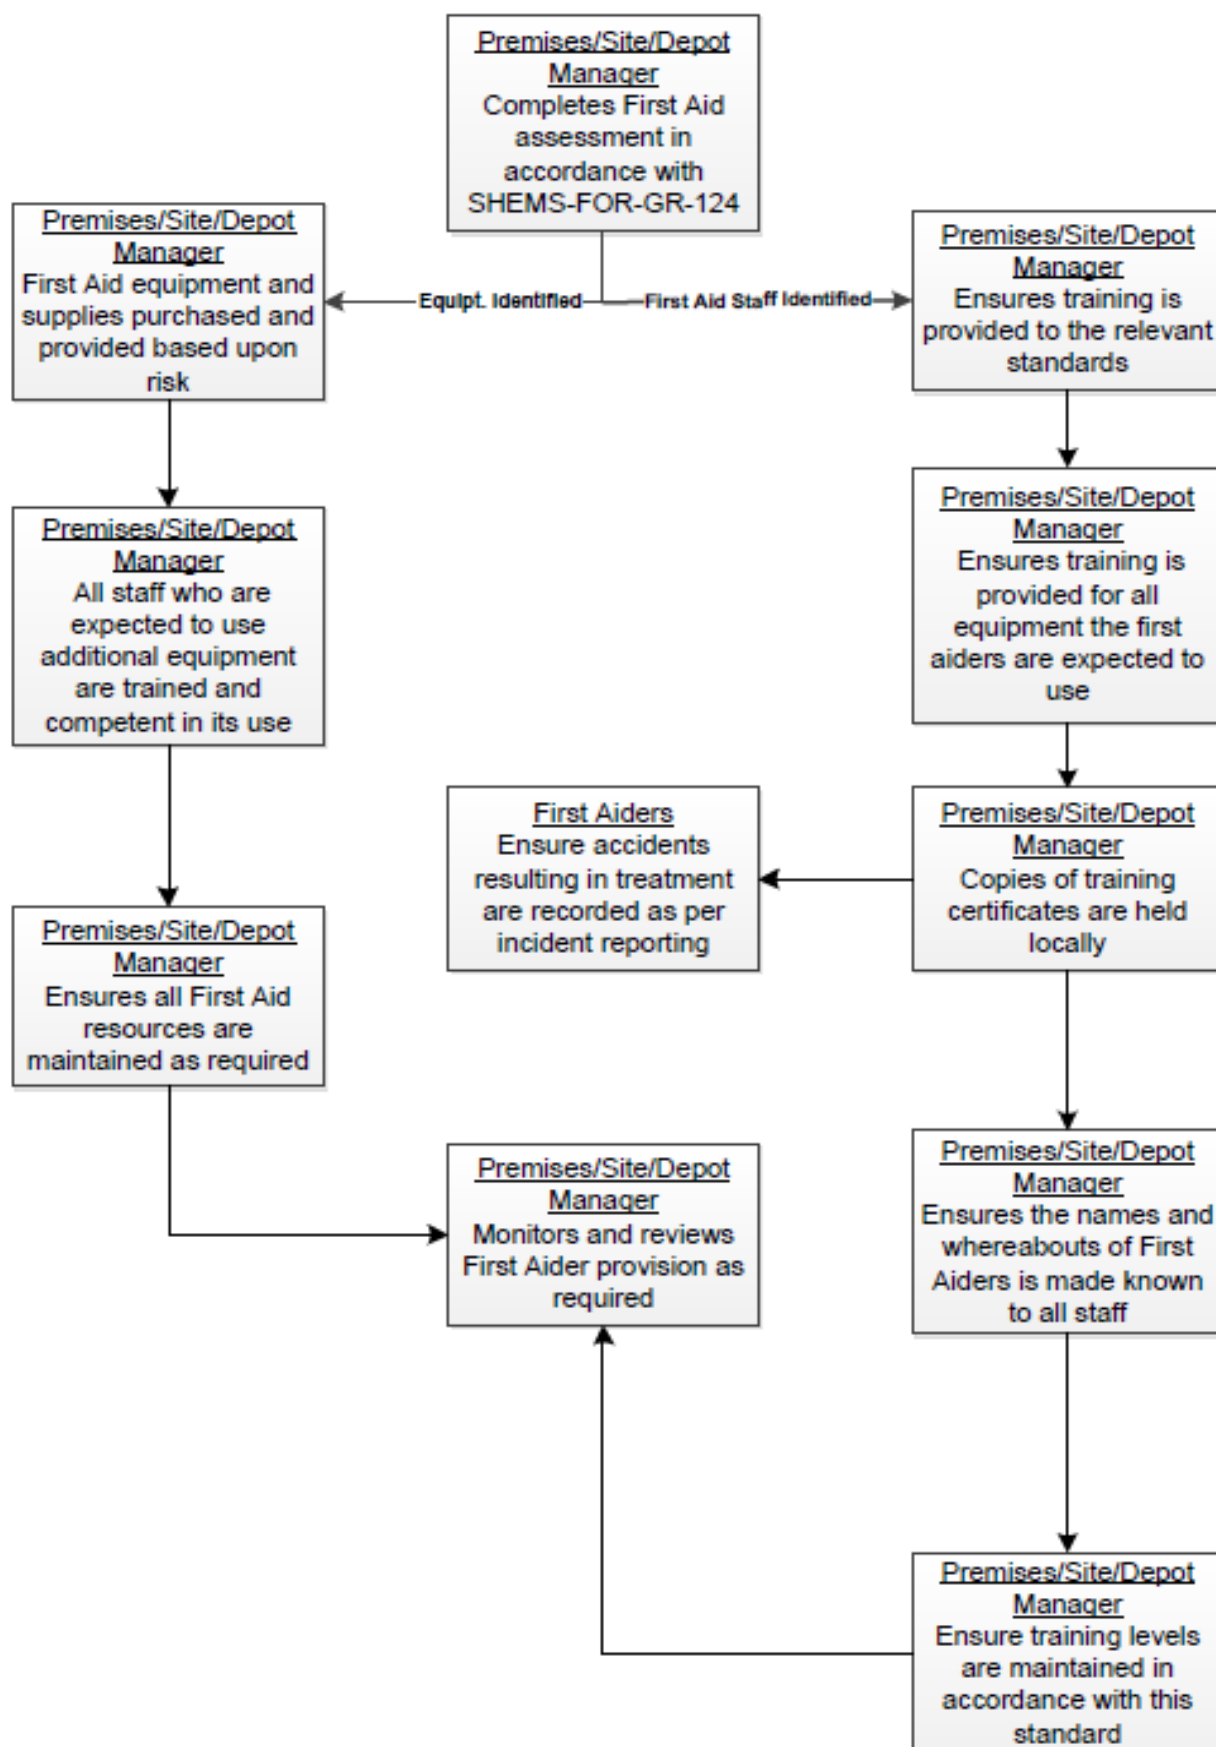 Premises/Site/Depot
Manager
Completes First Aid
assessment in
accordance with
SHEMS-FOR-GR-124
Premises/Site/Depot
Manager
First Aid equipment and
supplies purchased and
provided based upon
risk
Equipt. Identified
First Aid Staff Identified
Premises/Site/Depot
Manager
Ensures training is
provided to the relevant
standards
Premises/Site/Depot
Manager
All staff who are
expected to use
additional equipment
are trained and
competent in its use
Premises/Site/Depot
Manager
Ensures training is
provided for all
equipment the first
aiders are expected to
use
First Aiders
Ensure accidents
resulting in treatment
are recorded as per
incident reporting
Premises/Site/Depot
Manager
Copies of training
certificates are held
locally
Premises/Site/Depot
Manager
Ensures all First Aid
resources are
maintained as required
Premises/Site/Depot
Manager
Monitors and reviews
First Aider provision as
required
Premises/Site/Depot
Manager
Ensures the names and
whereabouts of First
Aiders is made known
to all staff
Premises/Site/Depot
Manager
Ensure training levels
are maintained in
accordance with this
standard